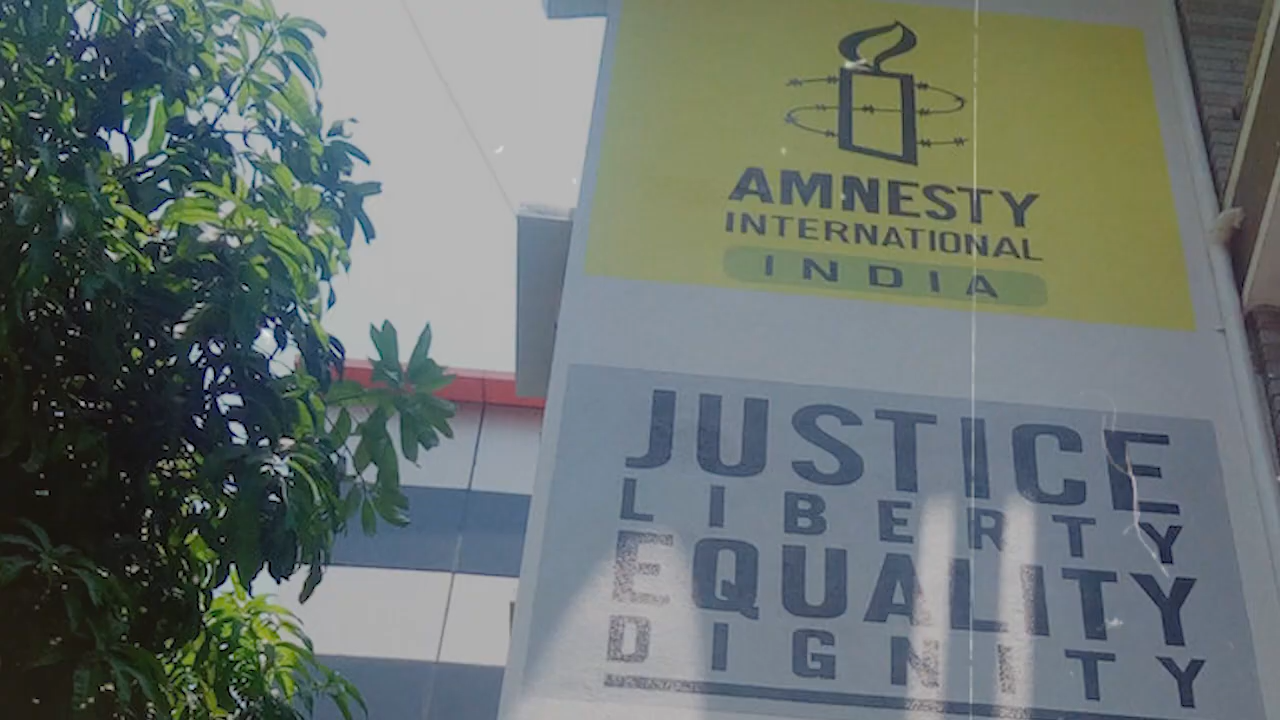 AMNESTY
INTERNATIONAL
INDIA
JUSTICE
LIBERTY
EQUALITY
DIGNITY